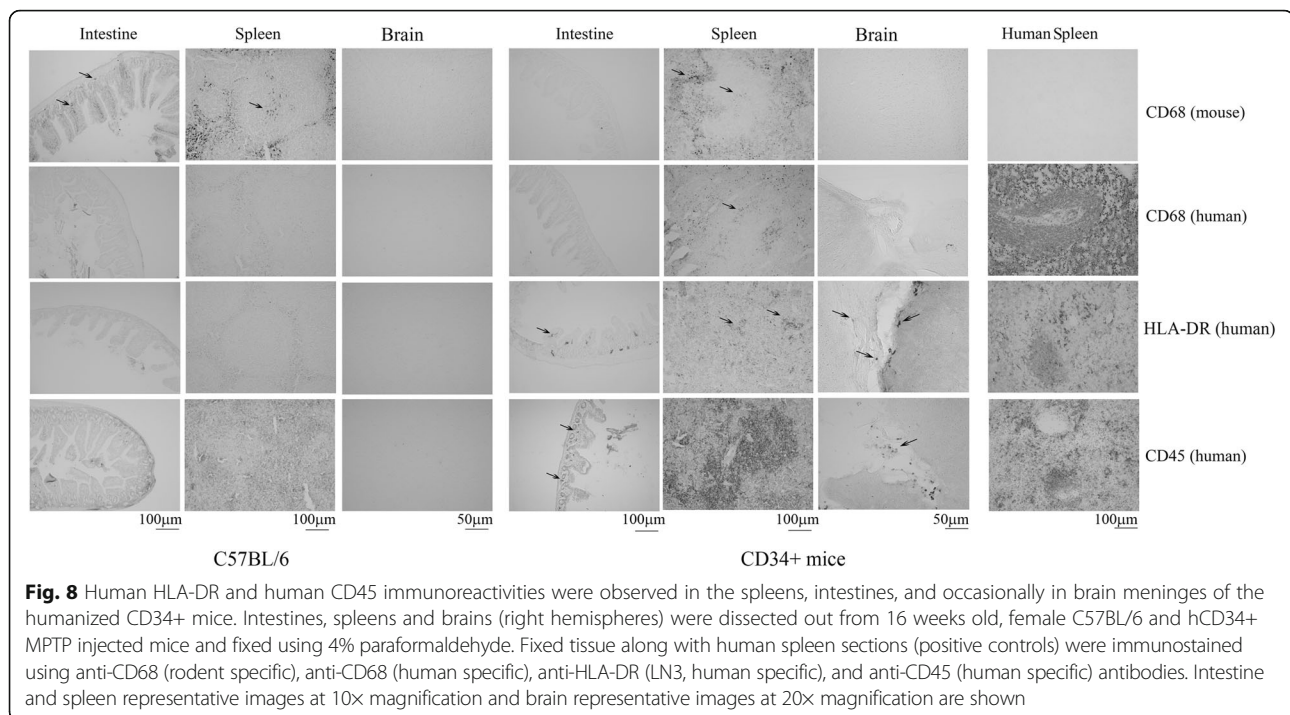 Intestine Spleen Brain Intestine Spleen Brain Human Spleen
CD68 (mouse)
CD68 (human)
HLA-DR (human)
CD45 (human)
100μm 100μm 50μm 100μm 100μm 50μm 100μm
C57BL/6 CD34+ mice
Fig. 8 Human HLA-DR and human CD45 immunoreactivities were observed in the spleens, intestines, and occasionally in brain meninges of the
humanized CD34+ mice. Intestines, spleens and brains (right hemispheres) were dissected out from 16 weeks old, female C57BL/6 and hCD34+
MPTP injected mice and fixed using 4% paraformaldehyde. Fixed tissue along with human spleen sections (positive controls) were immunostained
using anti-CD68 (rodent specific), anti-CD68 (human specific), anti-HLA-DR (LN3, human specific), and anti-CD45 (human specific) antibodies. Intestine
and spleen representative images at 10× magnification and brain representative images at 20× magnification are shown